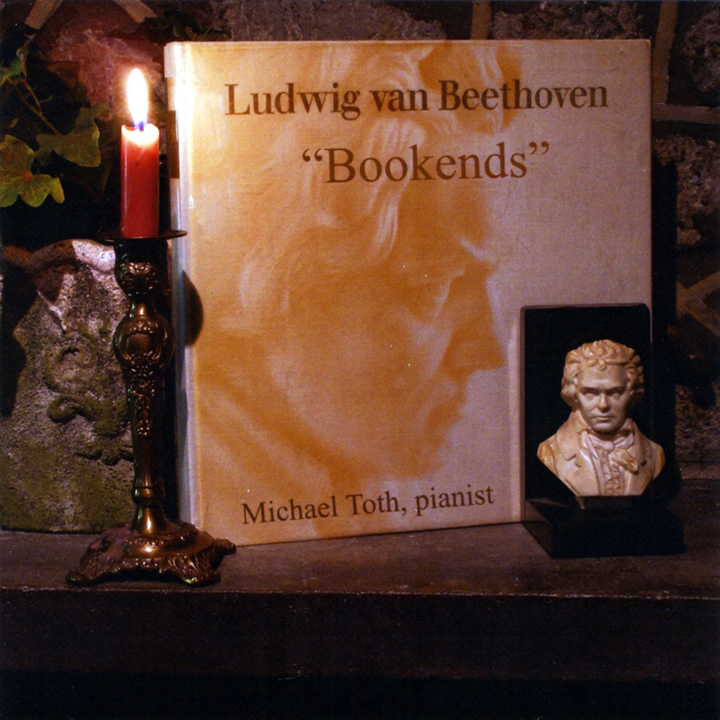 Ludwig van Beethoven
“Bookends”
Michael Toth, pianist